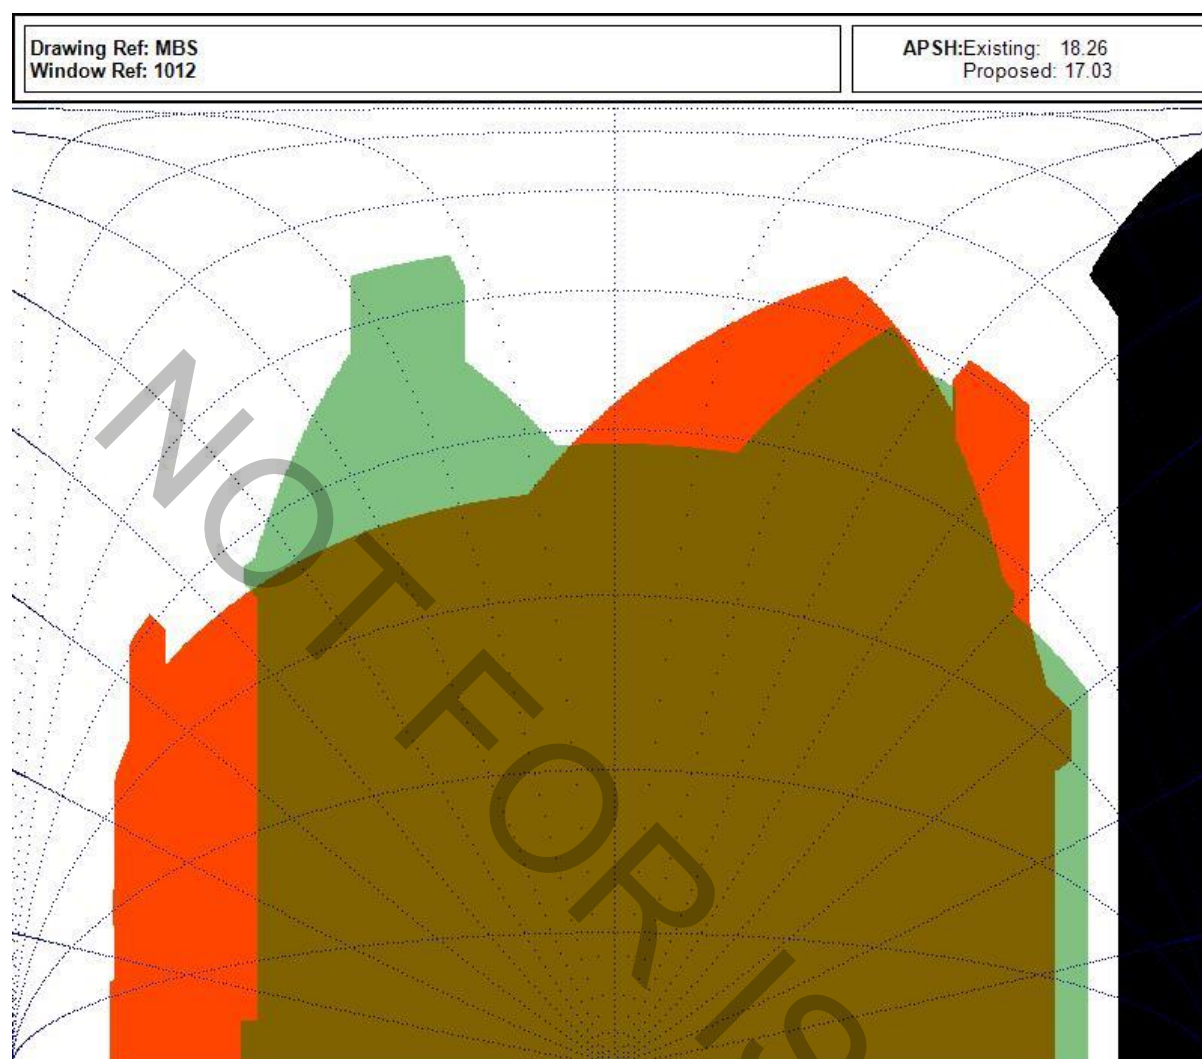 Drawing Ref: MBS
Window Ref: 1012
APSH:Existing: 18.26
Proposed: 17.03
NOT FOR IS